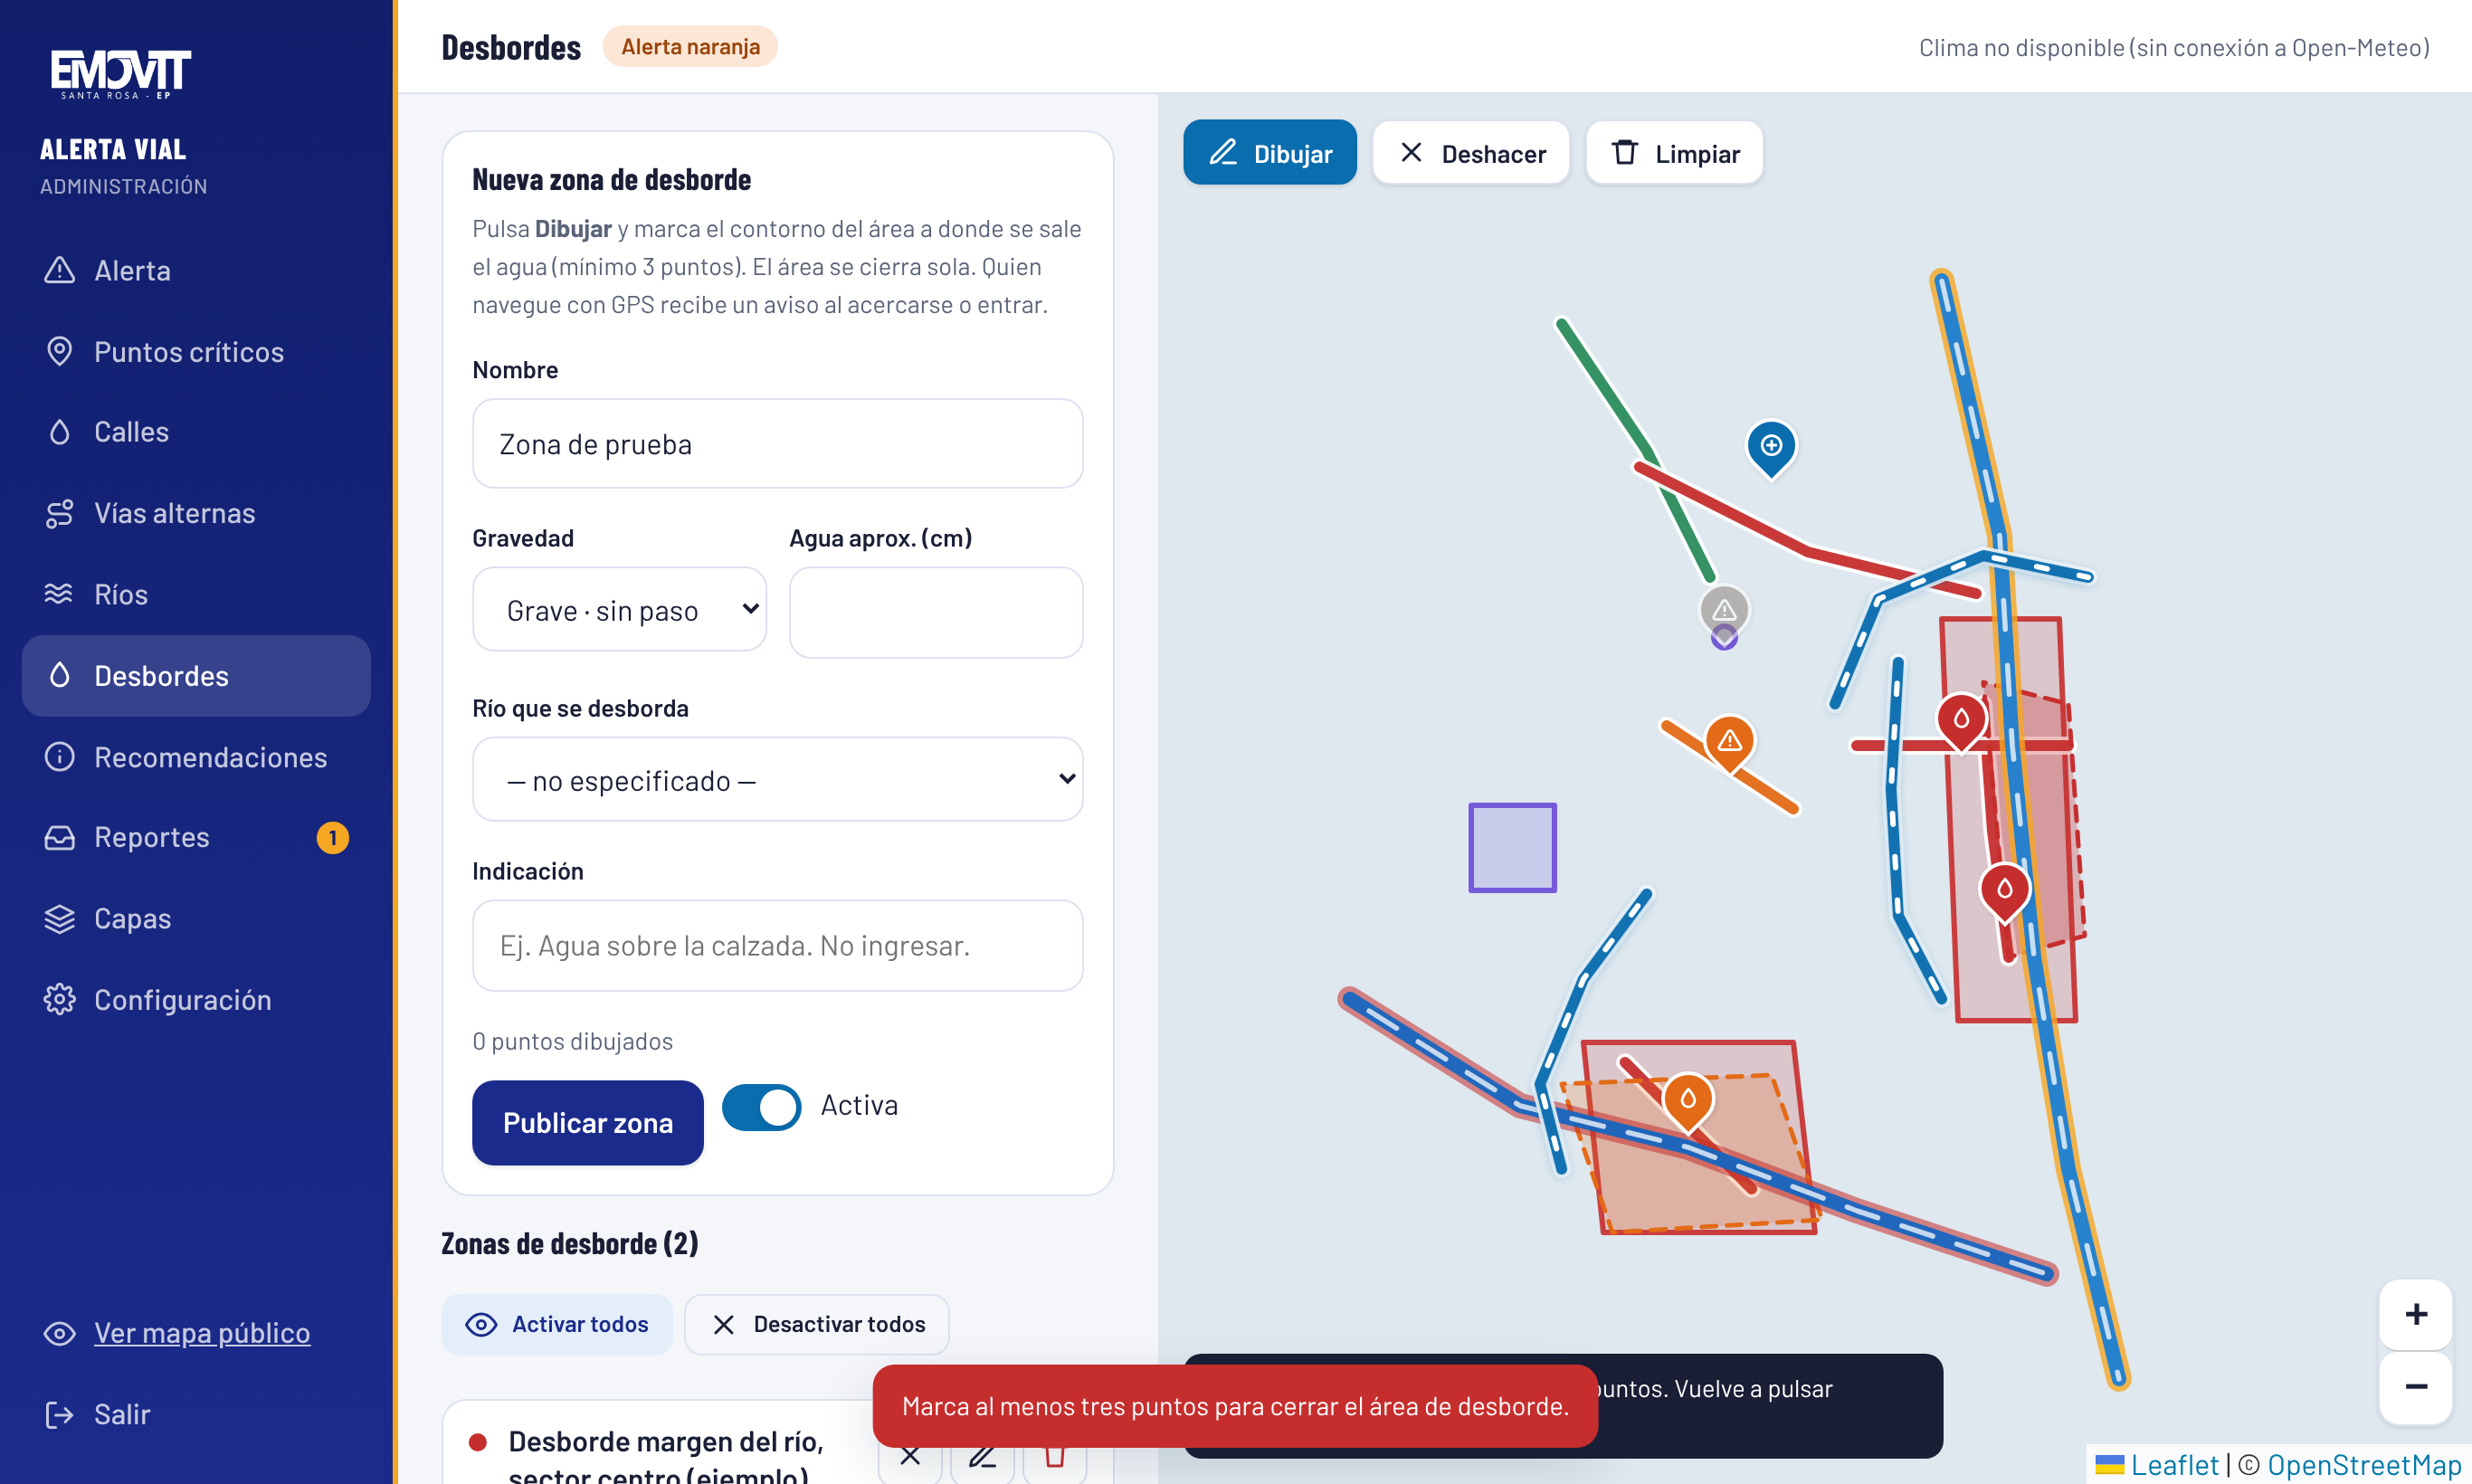 EMOVTT
SANTA ROSA - EP
ALERTA VIAL
ADMINISTRACIÓN
Alerta
Puntos críticos
Calles
Vías alternas
Ríos
Desbordes
Recomendaciones
Reportes
1
Capas
Configuración
Ver mapa público
Salir
Desbordes
Alerta naranja
Clima no disponible (sin conexión a Open-Meteo)
Nueva zona de desborde
Pulsa Dibujar y marca el contorno del área a donde se sale
el agua (mínimo 3 puntos). El área se cierra sola. Quien
navegue con GPS recibe un aviso al acercarse o entrar.
Nombre
Zona de prueba
Gravedad
Agua aprox. (cm)
Grave · sin paso
Río que se desborda
— no especificado —
Indicación
Ej. Agua sobre la calzada. No ingresar.
0 puntos dibujados
Publicar zona
Activa
Zonas de desborde (2)
Activar todos
Desactivar todos
Desborde margen del río,
sector centro (ejemplo)
Dibujar
Deshacer
Limpiar
Marca al menos tres puntos para cerrar el área de desborde.
puntos. Vuelve a pulsar
+
−
Leaflet | © OpenStreetMap